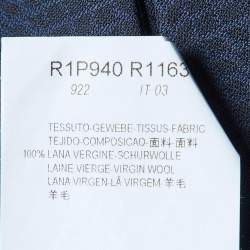 R1P940 R1163
922 IT 03
TESSUTO-GEWEBE-TISSUS-FABRIC
TEJIDO-COMPOSICAO-面料-面料
100% LANA VERGINE-SCHURWOLLE
LAINE VIERGE-VIRGIN WOOL
LANA VIRGEN-LÃ VIRGEM 羊毛
羊毛